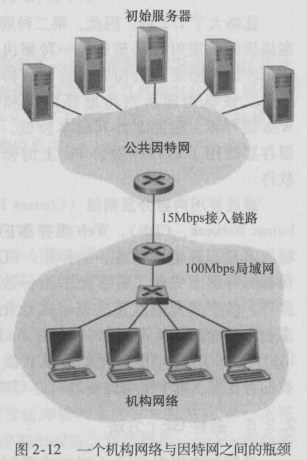 初始服务器
公共因特网
15Mbps接入链路
100Mbps局域网
机构网络
图 2-12 一个机构网络与因特网之间的瓶颈